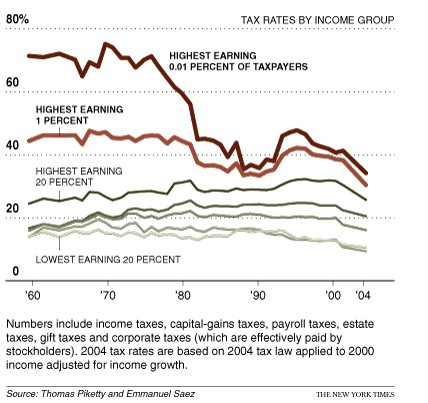 80%
TAX RATES BY INCOME GROUP
HIGHEST EARNING
0.01 PERCENT OF TAXPAYERS
60
HIGHEST EARNING
1 PERCENT
40
HIGHEST EARNING
20 PERCENT
20
LOWEST EARNING 20 PERCENT
0
'60 '70 '80 '90 '00 '04
Numbers include income taxes, capital-gains taxes, payroll taxes, estate
taxes, gift taxes and corporate taxes (which are effectively paid by
stockholders). 2004 tax rates are based on 2004 tax law applied to 2000
income adjusted for income growth.
Source: Thomas Piketty and Emmanuel Saez
THE NEW YORK TIMES